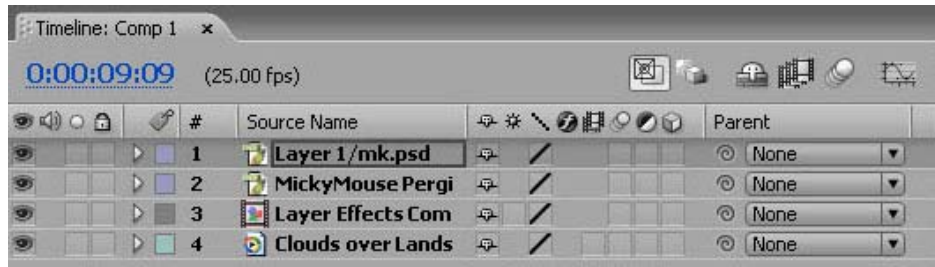 Timeline: Comp 1 x
0:00:09:09 (25.00 fps)
# Source Name Parent
1 Layer 1/mk.psd None
2 MickyMouse Pergi None
3 Layer Effects Com None
4 Clouds over Lands None